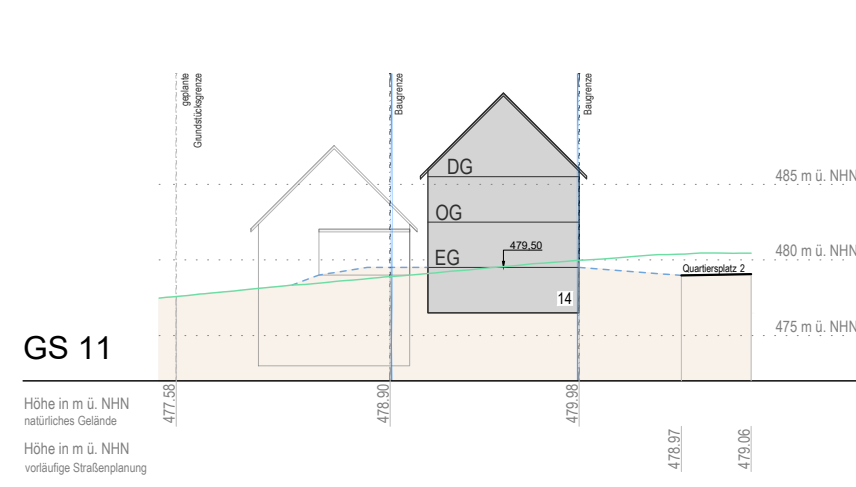 geplante
Grundstücksgrenze
Baugrenze
Baugrenze
DG
485 m ü. NHN
OG
479.50
480 m ü. NHN
EG
Quartiersplatz 2
14
475 m ü. NHN
GS 11
Höhe in m ü. NHN
natürliches Gelände
477.58
478.90
479.98
Höhe in m ü. NHN
vorläufige Straßenplanung
478.97
479.06